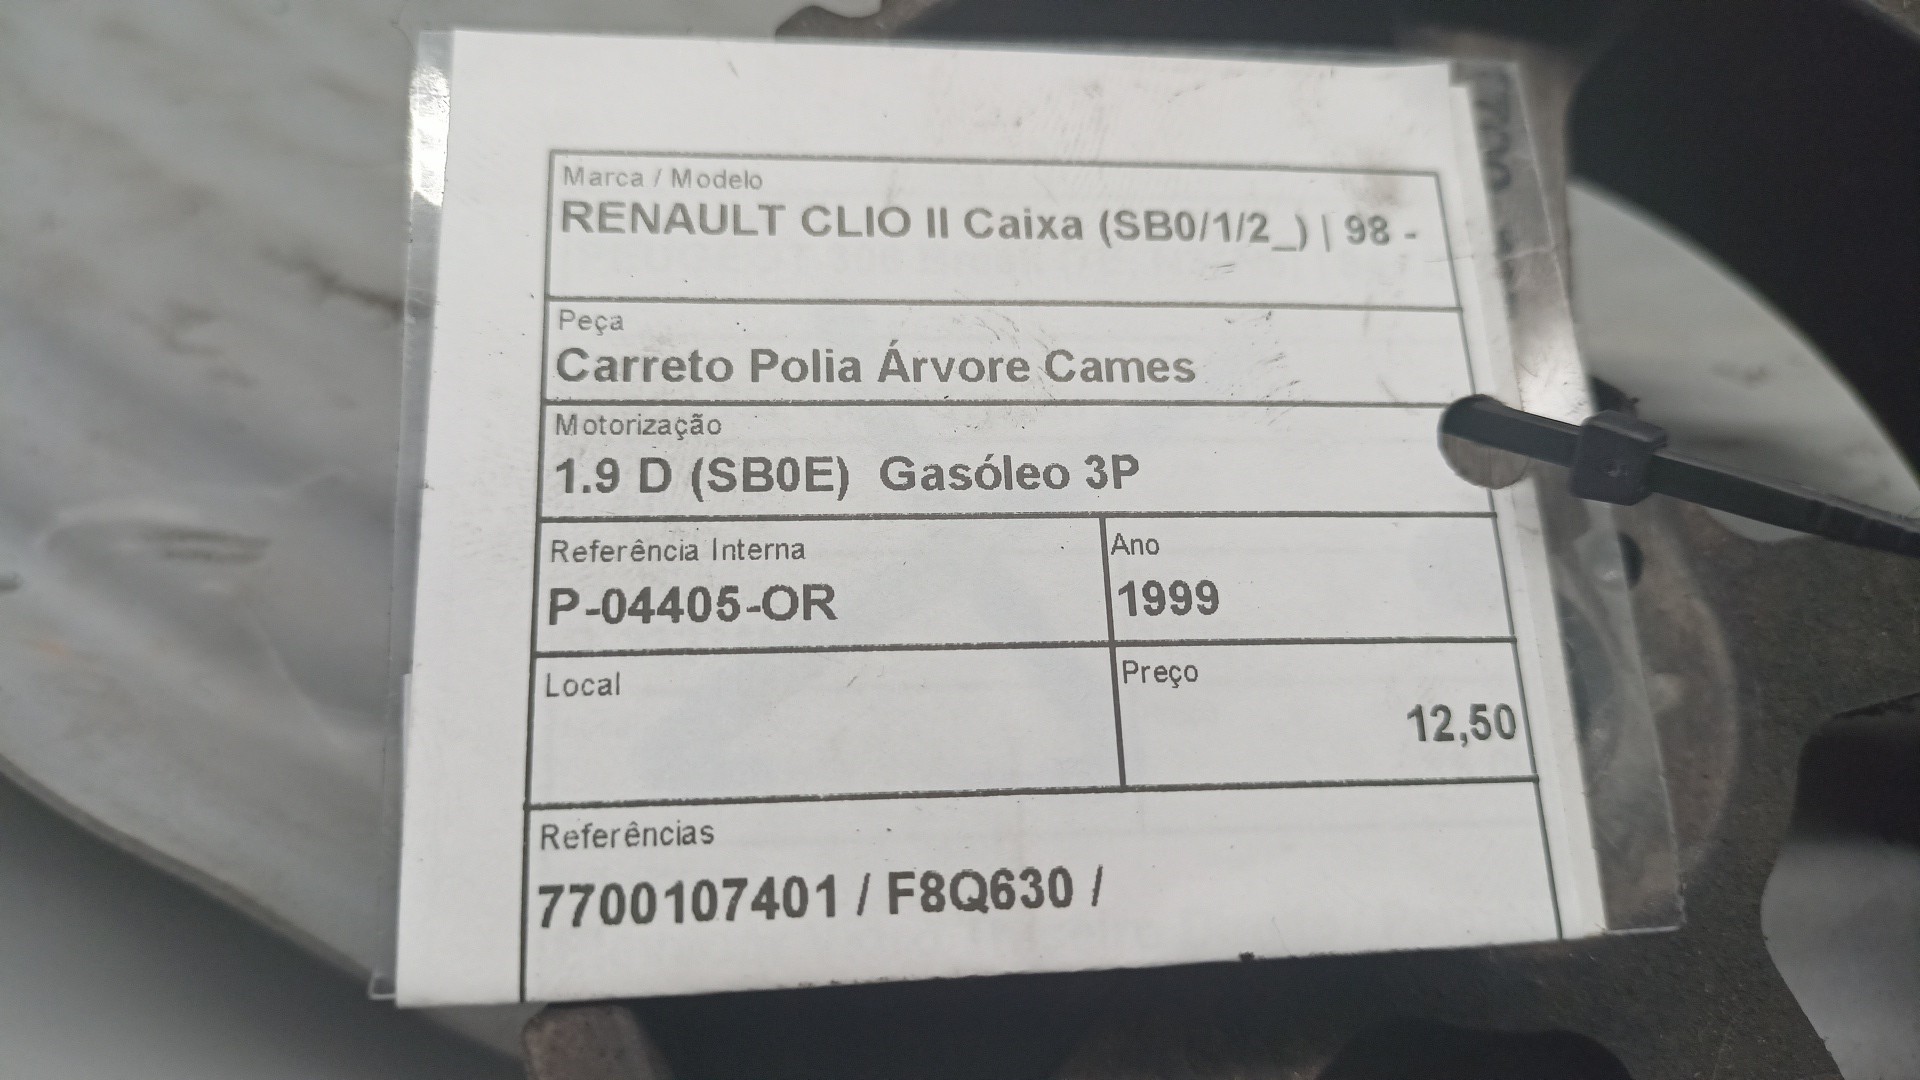 Marca / Modelo
RENAULT CLIO II Caixa (SB0/1/2_) | 98 -
Peça
Carreto Polia Árvore Cames
Motorização
1.9 D (SB0E)  Gasóleo 3P
Referência Interna
Ano
P-04405-OR
1999
Local
Preço
12,50
Referências
7700107401 / F8Q630 /